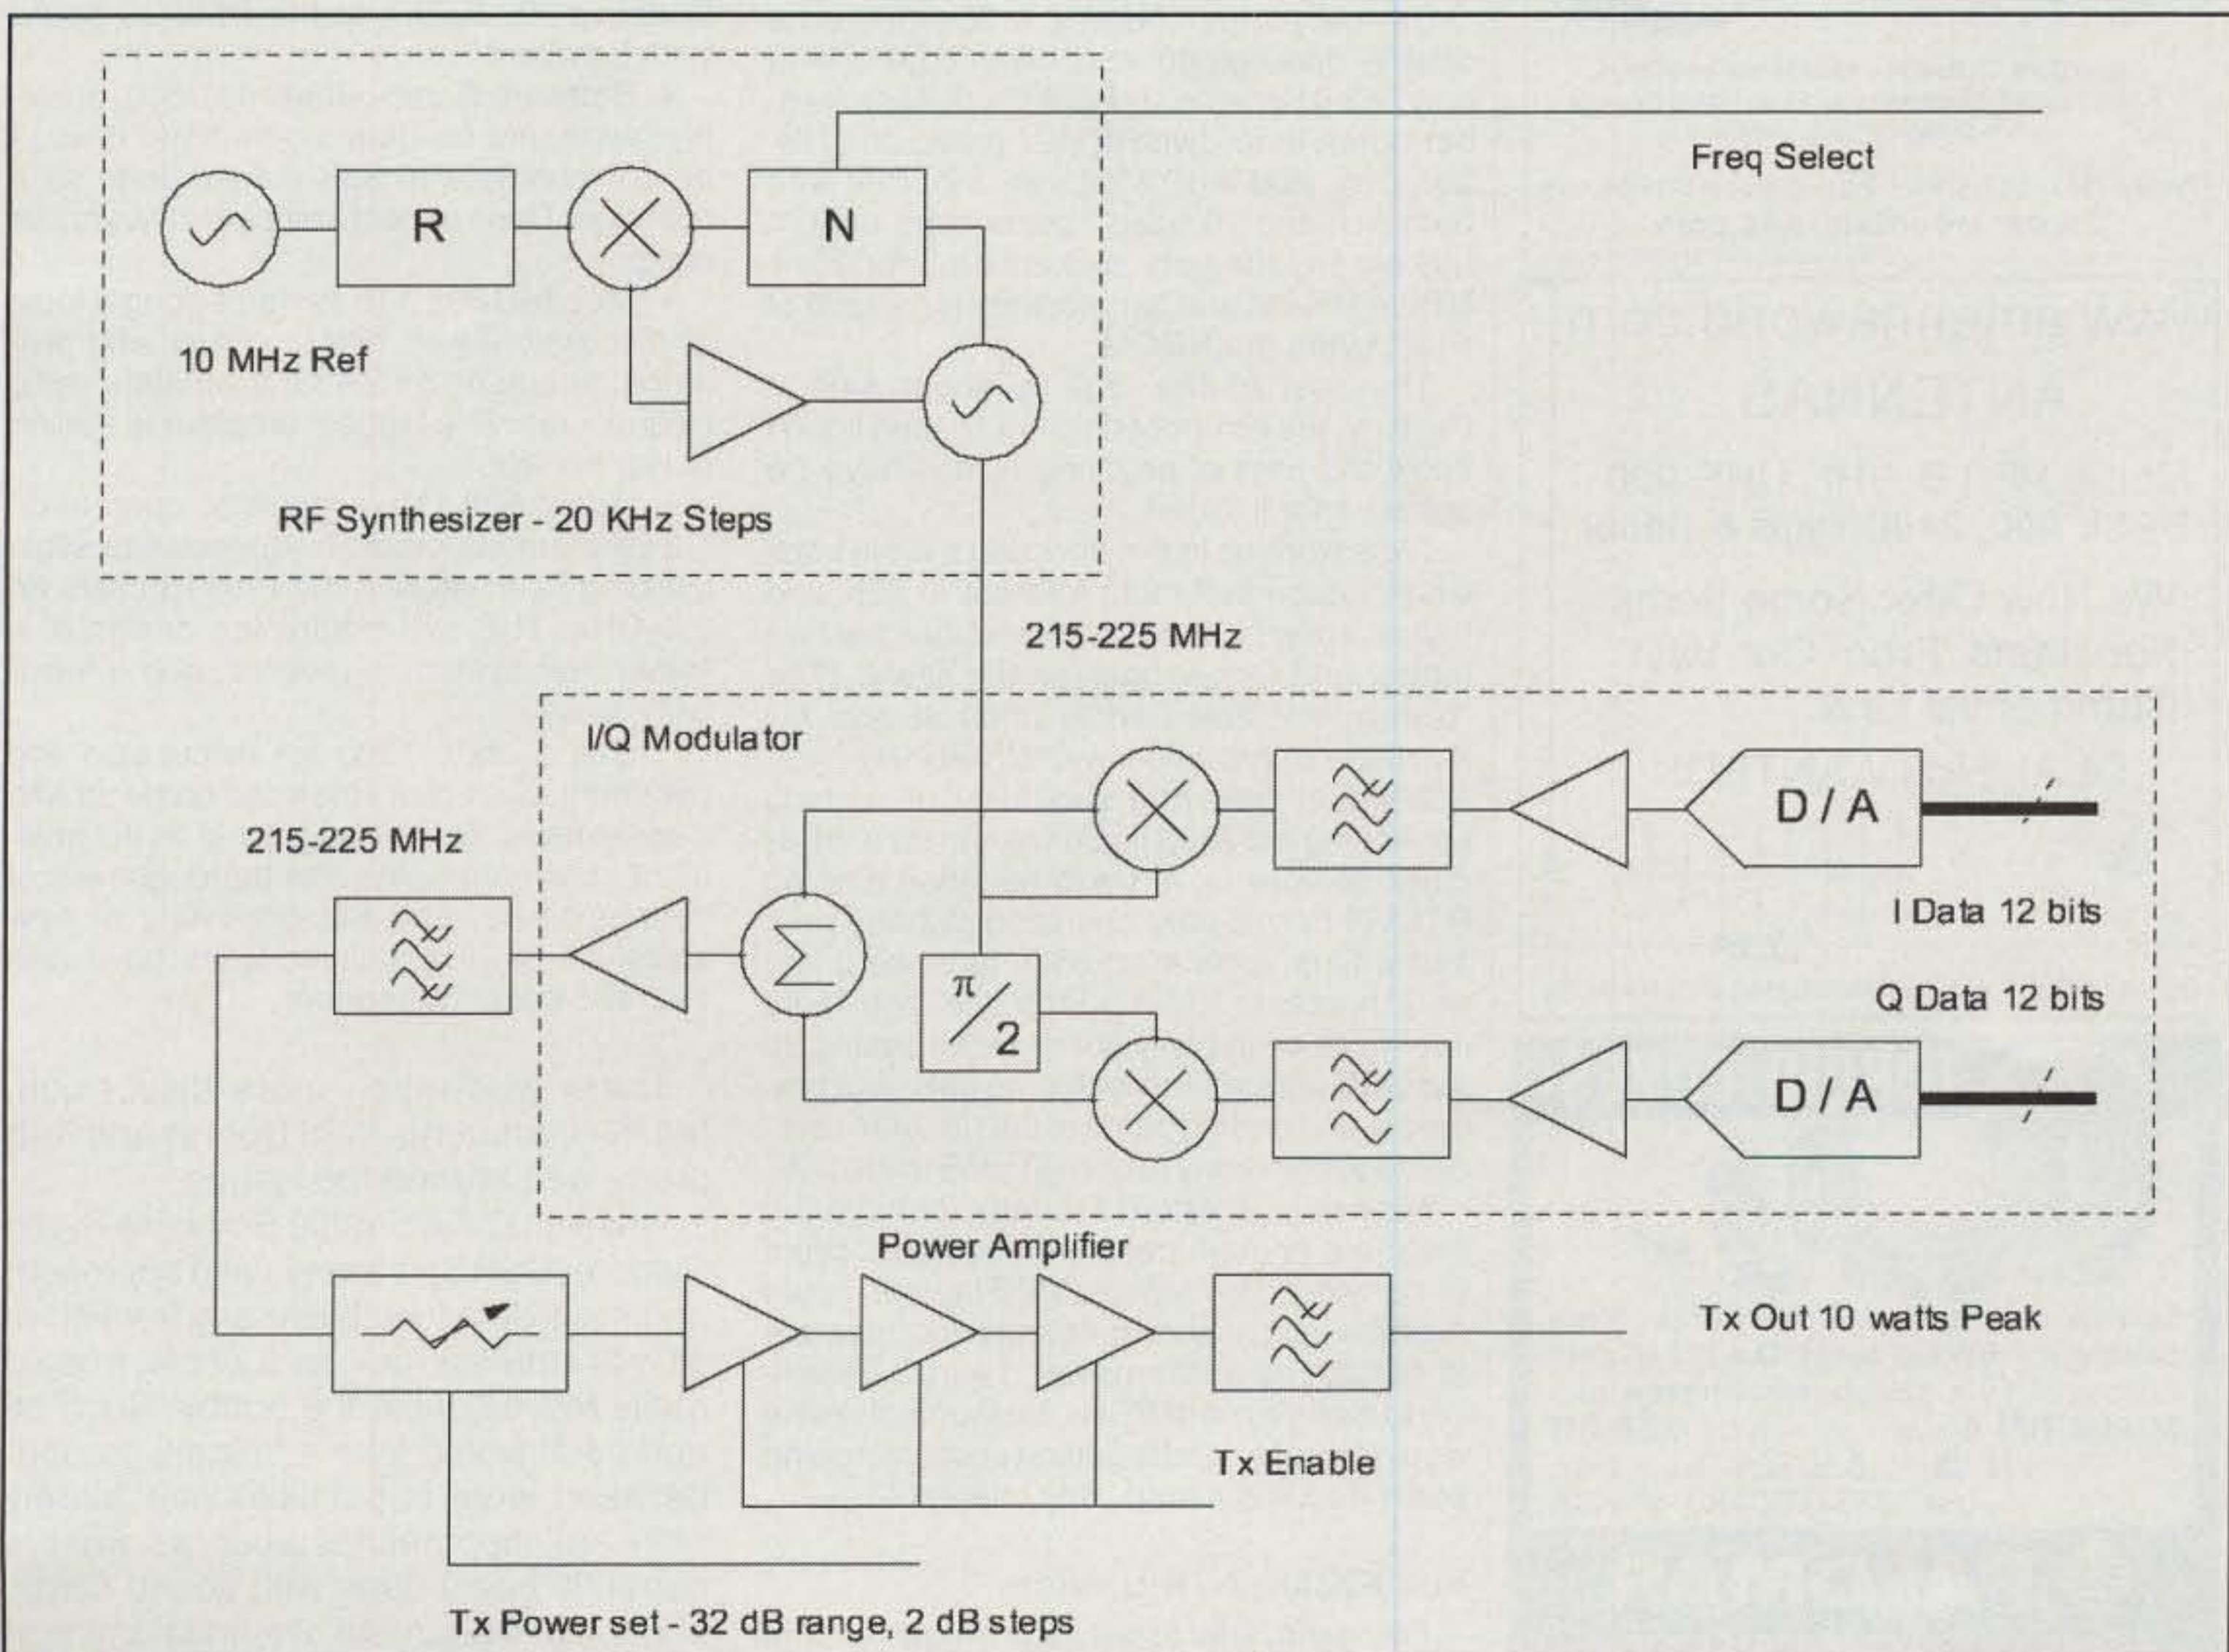 Freq Select
R
N
10 MHz Ref
RF Synthesizer - 20 KHz Steps
215-225 MHz
I/Q Modulator
D / A
215-225 MHz
I Data 12 bits
Σ
π/2
Q Data 12 bits
D / A
Power Amplifier
Tx Out 10 watts Peak
Tx Enable
Tx Power set - 32 dB range, 2 dB steps